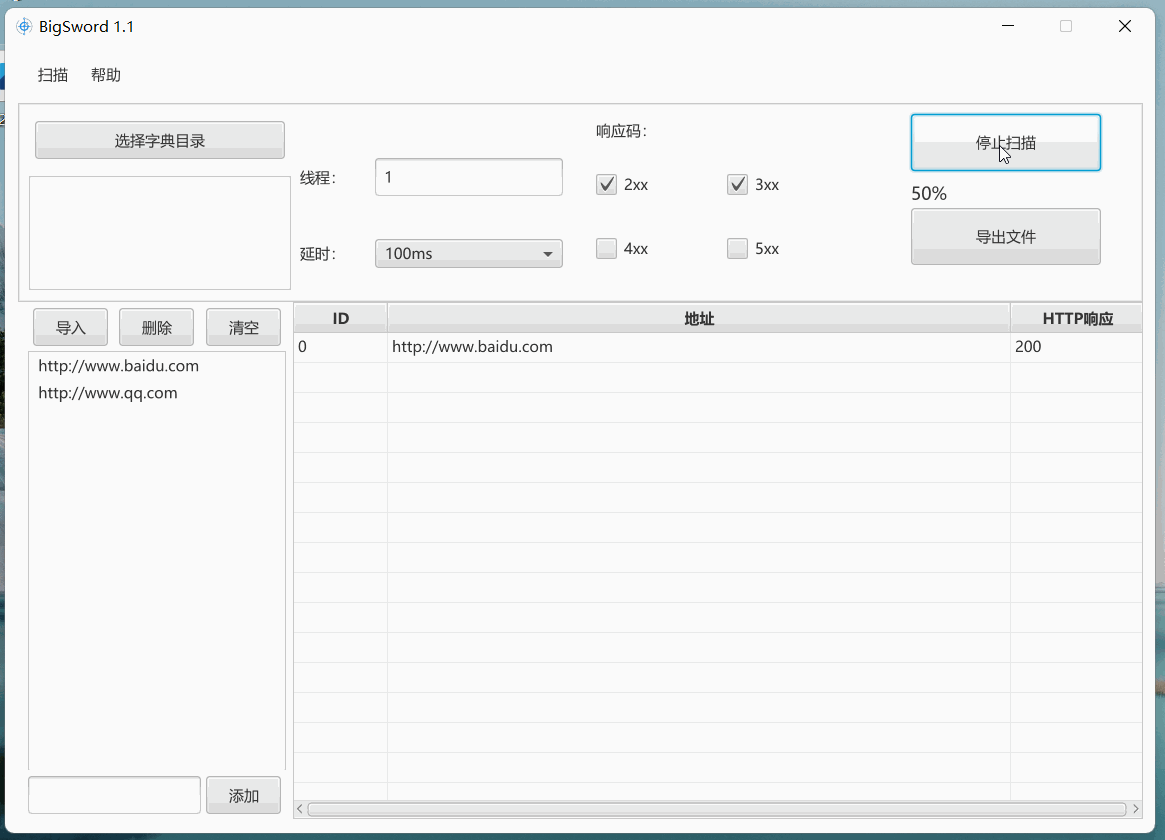 BigSword 1.1
扫描 帮助
选择字典目录
线程：
1
延时：
100ms
响应码：
2xx
3xx
4xx
5xx
停止扫描
50%
导出文件
导入
删除
清空
http://www.baidu.com
http://www.qq.com
添加
ID 地址 HTTP响应
0 http://www.baidu.com 200